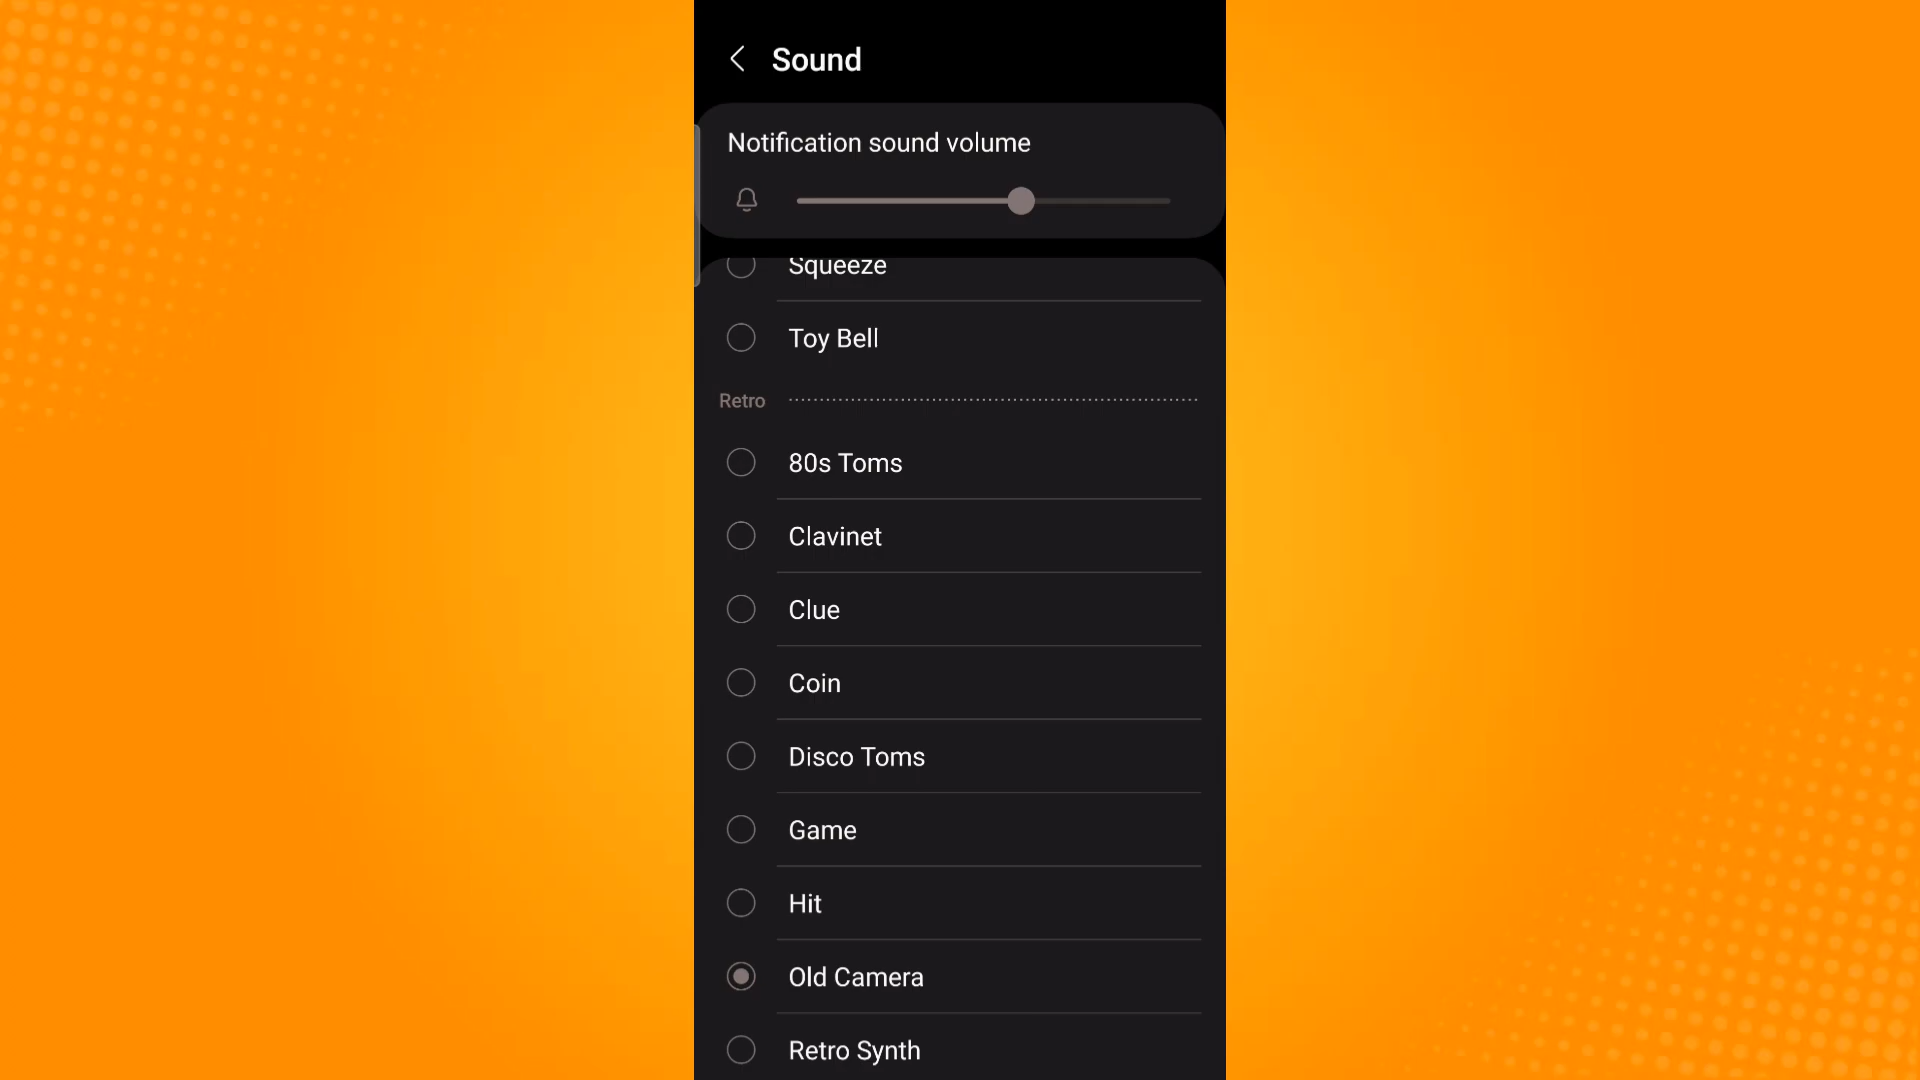 Sound
Notification sound volume
Squeeze
Toy Bell
Retro
80s Toms
Clavinet
Clue
Coin
Disco Toms
Game
Hit
Old Camera
Retro Synth